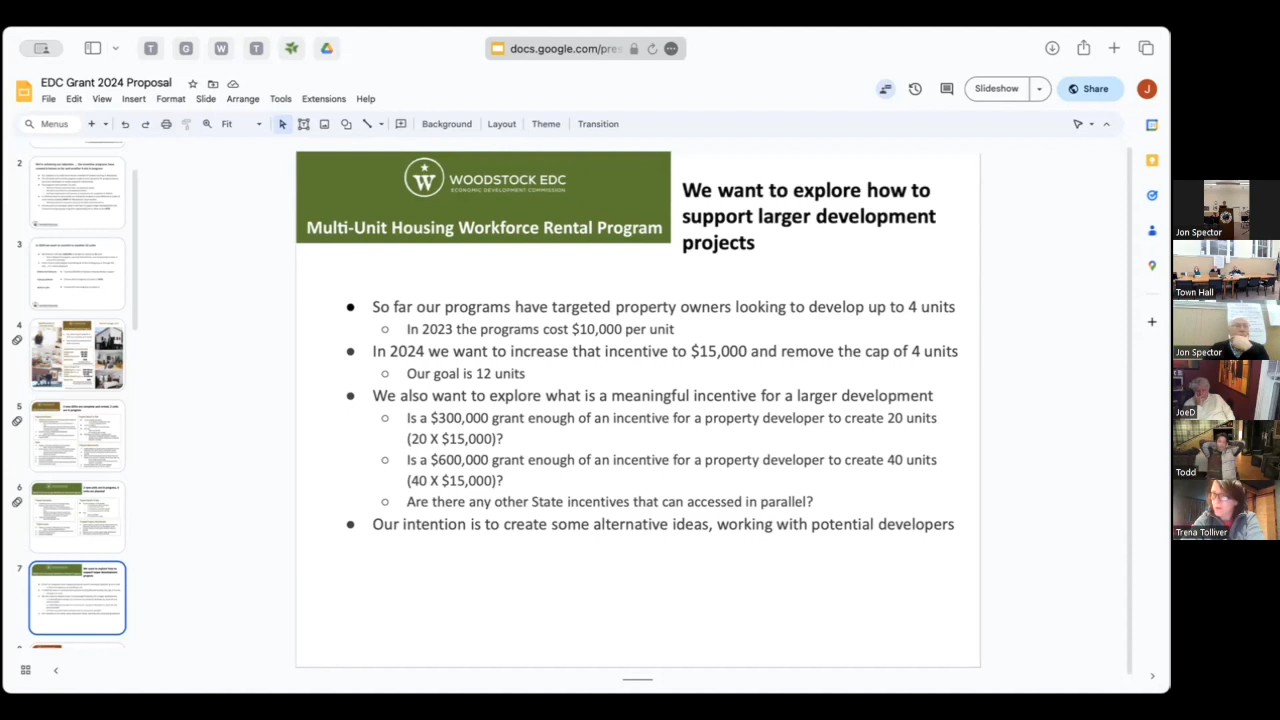 docs.google.com/pre
EDC Grant 2024 Proposal
File Edit View Insert Format Slide Arrange Tools Extensions Help
Slideshow
Share
J
Menus
Fit
Background Layout Theme Transition
T G W T
2
3
4
5
6
7
W WOODSTOCK EDC
ECONOMIC DEVELOPMENT COMMISSION
Multi-Unit Housing Workforce Rental Program
We want to explore how to
support larger development
projects
● So far our programs have targeted property owners looking to develop up to 4 units
○ In 2023 the programs cost $10,000 per unit
● In 2024 we want to increase that incentive to $15,000 and remove the cap of 4 units
○ Our goal is 12 units
● We also want to explore what is a meaningful incentive for a larger development:
○ Is a $300,000 grant enough of an incentive for a property developer to create 20 units
(20 X $15,000)?
○ Is a $600,000 grant enough of an incentive for a property developer to create 40 units
(40 X $15,000)?
○ Are there any state incentives that can accessed in parallel?
● Our intention is to create some alternative ideas, working with potential developers
Jon Spector
Town Hall
Jon Spector
JoeD
Todd
Trena Tolliver